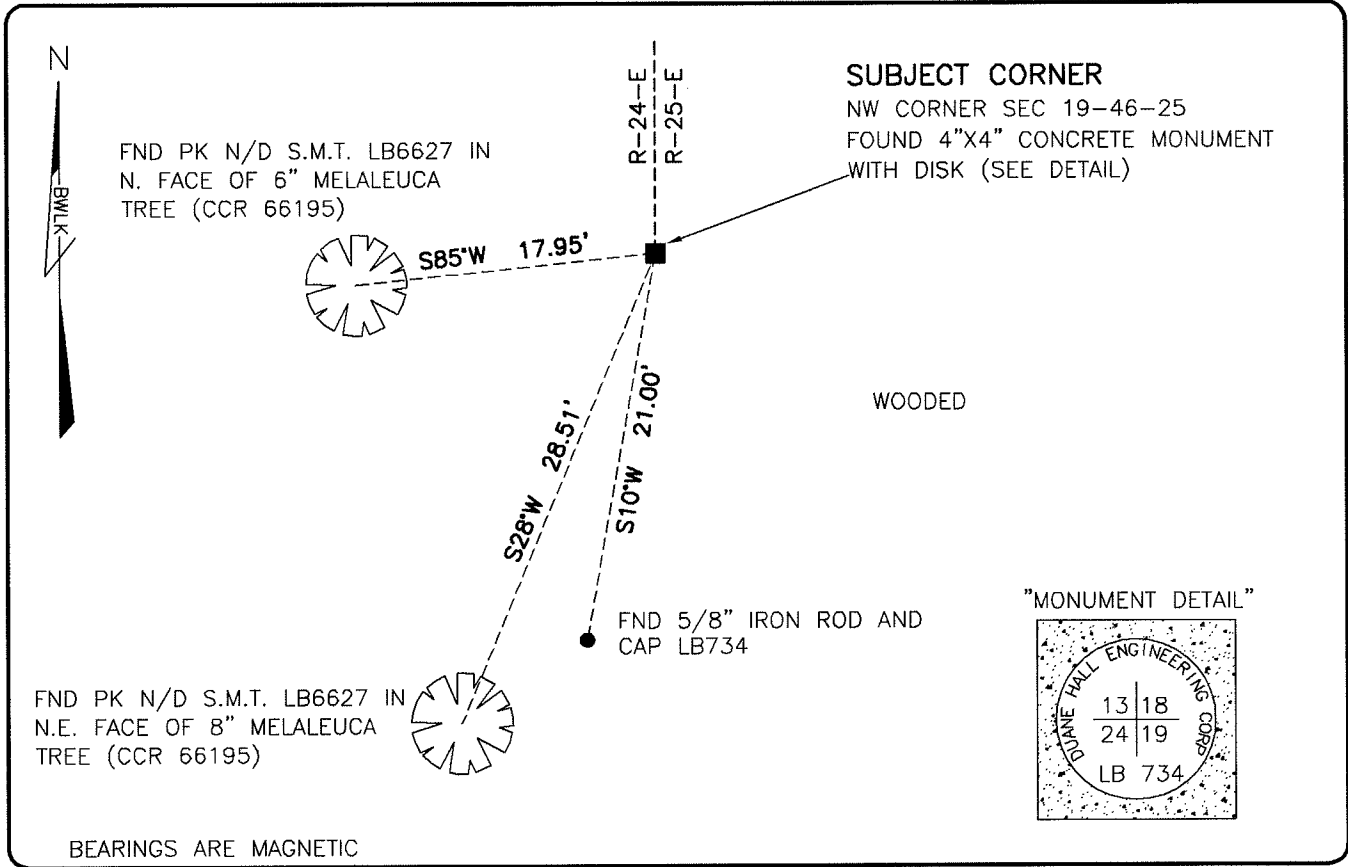 N
BWLK
FND PK N/D S.M.T. LB6627 IN
N. FACE OF 6" MELALEUCA
TREE (CCR 66195)
R-24-E
R-25-E
SUBJECT CORNER
NW CORNER SEC 19-46-25
FOUND 4"X4" CONCRETE MONUMENT
WITH DISK (SEE DETAIL)
S85°W 17.95'
S28°W 28.51'
S10°W 21.00'
WOODED
FND 5/8" IRON ROD AND
CAP LB734
FND PK N/D S.M.T. LB6627 IN
N.E. FACE OF 8" MELALEUCA
TREE (CCR 66195)
"MONUMENT DETAIL"
DUANE HALL ENGINEERING CORP
13 18
24 19
LB 734
BEARINGS ARE MAGNETIC